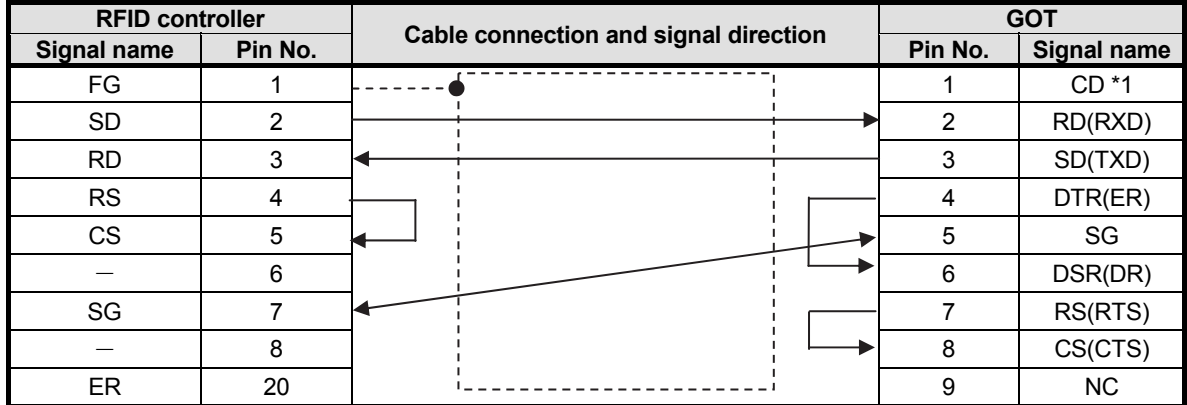 RFID controller Cable connection and signal direction GOT
Signal name Pin No. Pin No. Signal name
FG 1 1 CD *1
SD 2 2 RD(RXD)
RD 3 3 SD(TXD)
RS 4 4 DTR(ER)
CS 5 5 SG
— 6 6 DSR(DR)
SG 7 7 RS(RTS)
— 8 8 CS(CTS)
ER 20 9 NC